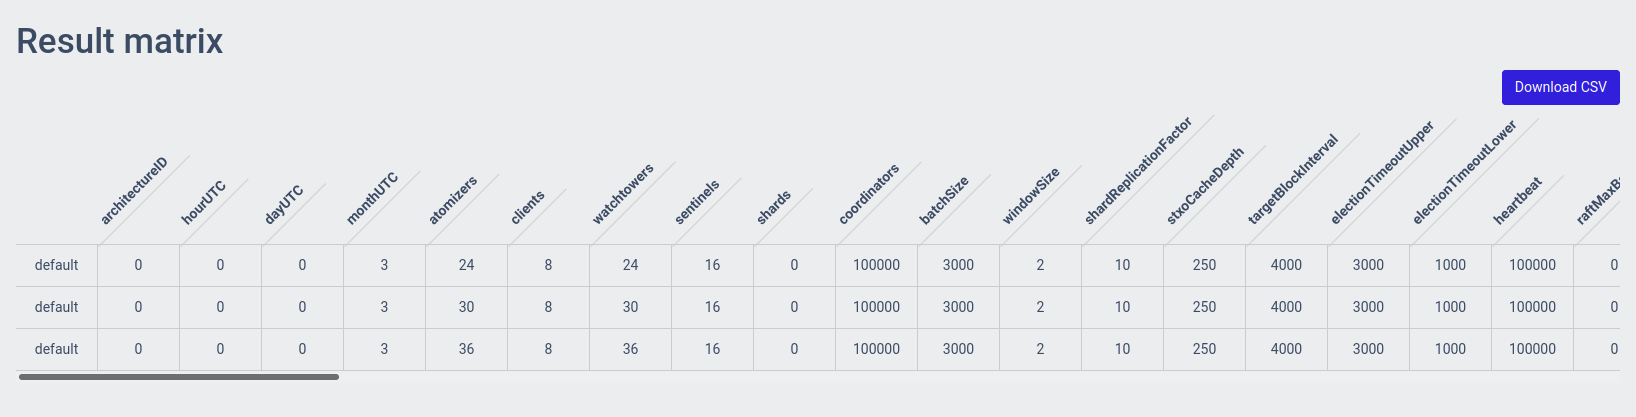 Result matrix
Download CSV
architectureID hourUTC dayUTC monthUTC atomizers clients watchtowers sentinels shards coordinators batchSize windowSize shardReplicationFactor stxoCacheDepth targetBlockInterval electionTimeoutUpper electionTimeoutLower heartbeat
default 0 0 0 3 24 8 24 16 0 100000 3000 2 10 250 4000 3000 1000 100000 0
default 0 0 0 3 30 8 30 16 0 100000 3000 2 10 250 4000 3000 1000 100000 0
default 0 0 0 3 36 8 36 16 0 100000 3000 2 10 250 4000 3000 1000 100000 0